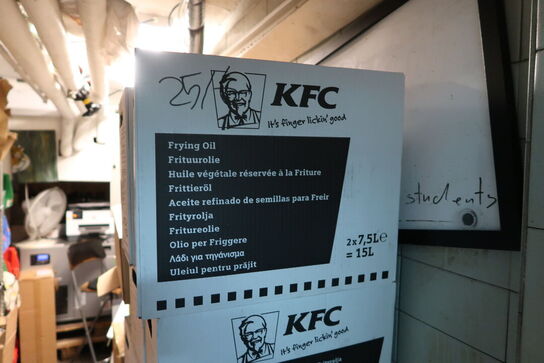 25/1
KFC
It's finger lickin' good
Frying Oil
Frituurolie
Huile végétale réservée à la Friture
Frittieröl
Aceite refinado de semillas para Freir
Frityrolja
Fritureolie
Olio per Friggere
Λάδι για τηγάνισμα
Uleiul pentru prăjit
2x7,5L℮
=15L
students
KFC
It's finger lickin' good